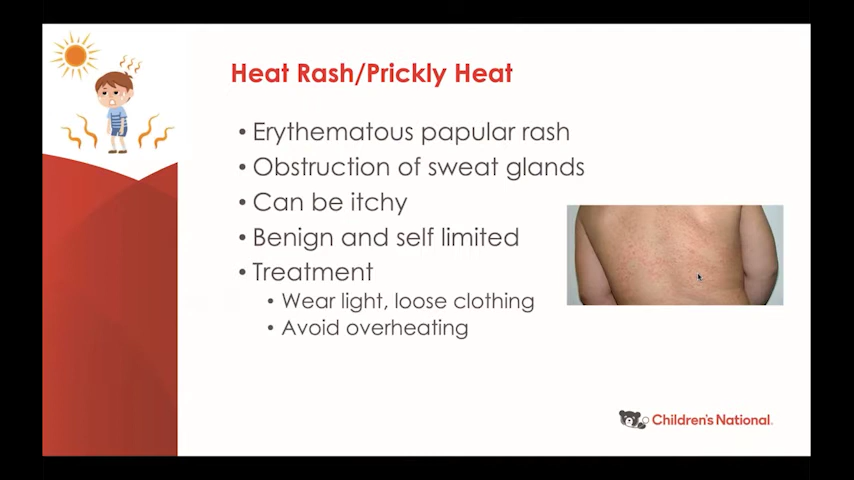 Heat Rash/Prickly Heat
• Erythematous papular rash
• Obstruction of sweat glands
• Can be itchy
• Benign and self limited
• Treatment
• Wear light, loose clothing
• Avoid overheating
Children's National.